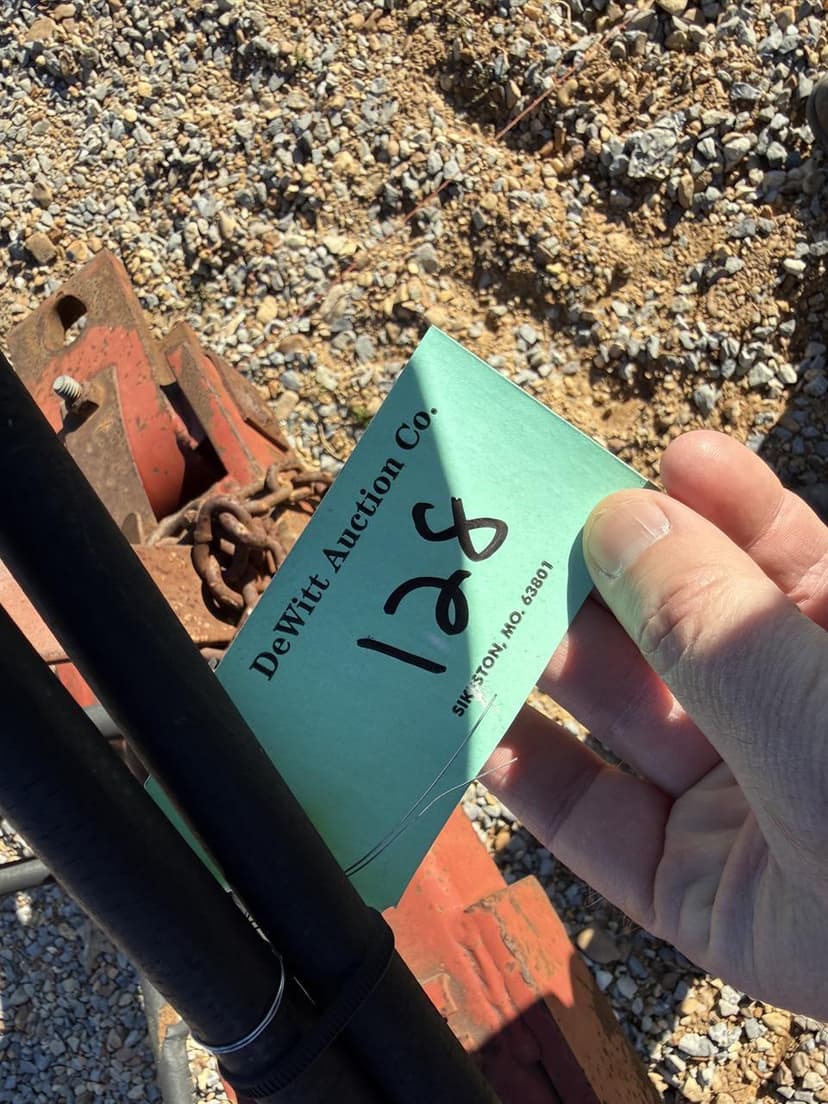 DeWitt Auction Co.
128
SIKESTON, MO. 63801